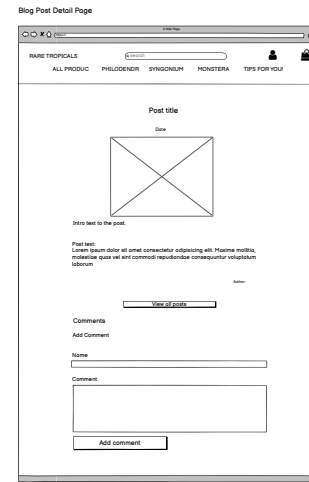 Blog Post Detail Page
A Web Page
https://
RARE TROPICALS
search
ALL PRODUC PHILODENDR SYNGONIUM MONSTERA TIPS FOR YOU!
Post title
Date
Intro text to the post.
Post text:
Lorem ipsum dolor sit amet consectetur adipisicing elit. Maxime mollitia,
molestiae quas vel sint commodi repudiandae consequuntur voluptatum
laborum
Author:
View all posts
Comments
Add Comment
Name
Comment
Add comment